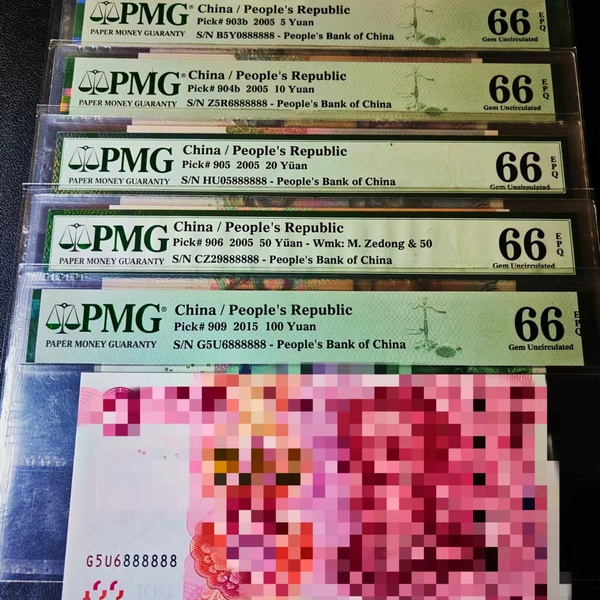 PMG®
PAPER MONEY GUARANTY
China / People's Republic
Pick# 903b 2005 5 Yuan
S/N B5Y0888888 - People's Bank of China
66 EPQ
Gem Uncirculated
PMG®
PAPER MONEY GUARANTY
China / People's Republic
Pick# 904b 2005 10 Yuan
S/N Z5R6888888 - People's Bank of China
66 EPQ
Gem Uncirculated
PMG
PAPER MONEY GUARANTY
China / People's Republic
Pick# 905 2005 20 Yüan
S/N HU05888888 - People's Bank of China
66 EPQ
Gem Uncirculated
PMG
PAPER MONEY GUARANTY
China / People's Republic
Pick# 906 2005 50 Yüan - Wmk: M. Zedong & 50
S/N CZ29888888 - People's Bank of China
66 EPQ
Gem Uncirculated
PMG®
PAPER MONEY GUARANTY
China / People's Republic
Pick# 909 2015 100 Yuan
S/N G5U6888888 - People's Bank of China
66 EPQ
Gem Uncirculated
G5U6888888
100